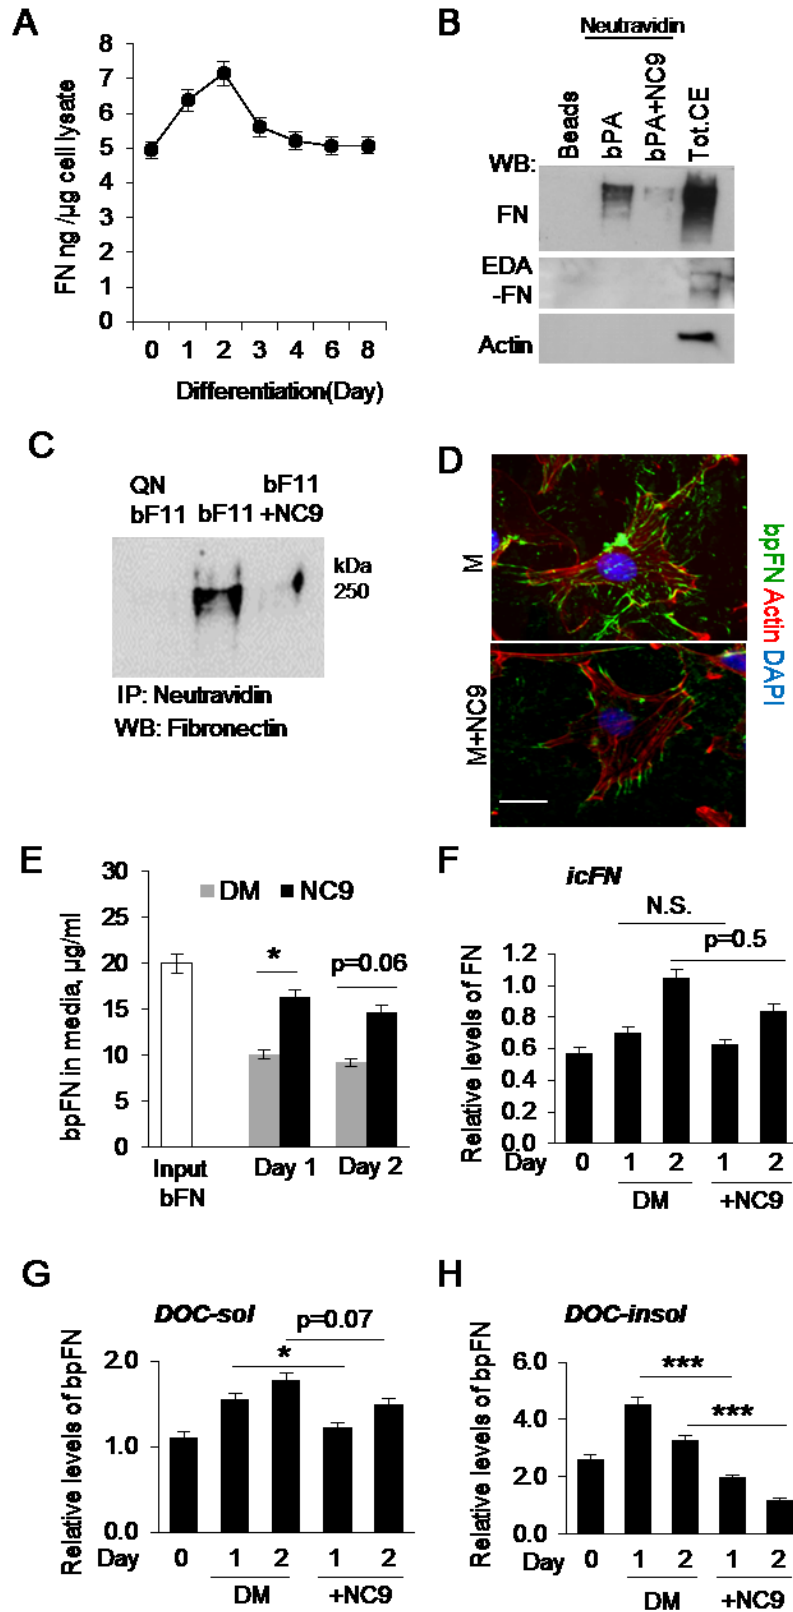 A
8
7
6
5
4
3
2
1
0
FN ng /µg cell lysate
0 1 2 3 4 6 8
Differentiation(Day)
B
Neutravidin
Beads
bPA
bPA+NC9
Tot.CE
WB:
FN
EDA
-FN
Actin
C
QN
bF11
bF11
bF11
+NC9
kDa
250
IP: Neutravidin
WB: Fibronectin
D
M
M+NC9
bpFN Actin DAPI
E
30
25
20
15
10
5
0
bpFN in media, µg/ml
DM NC9
*
p=0.06
Input
bFN
Day 1 Day 2
F
icFN
N.S.
p=0.5
1.2
1.0
0.8
0.6
0.4
0.2
0.0
Relative levels of FN
Day 0 1 2 1 2
DM +NC9
G
DOC-sol
p=0.07
*
2.0
1.0
0.0
Relative levels of bpFN
Day 0 1 2 1 2
DM +NC9
H
DOC-insol
***
***
6.0
4.0
2.0
0.0
Relative levels of bpFN
Day 0 1 2 1 2
DM +NC9